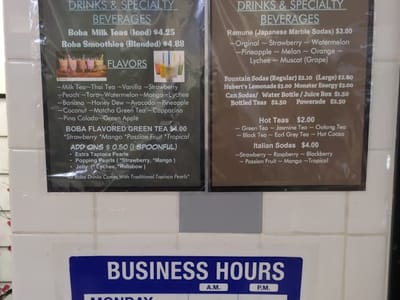 DRINKS & SPECIALTY
BEVERAGES
Boba Milk Teas (Iced) $4.25
Boba Smoothies (Blended) $4.88
FLAVORS
~Milk Tea~Thai Tea ~Vanilla ~Strawberry
~Peach ~Taro~Watermelon ~Mango ~Lychee
~Banana ~Honey Dew ~Avocado ~Pineapple
~Coconut ~Matcha Green Tea ~Cappuccino
~Pina Colada ~Green Apple
BOBA FLAVORED GREEN TEA $4.00
*Strawberry *Mango *Passion Fruit *Tropical
ADD ONS $ 0.50 (1 SPOONFUL)
• Extra Tapioca Pearls
• Popping Pearls (*Strawberry, *Mango)
• Jelly (*Lychee, *Rainbow)
Boba Drinks Comes With Traditional Tapioca Pearls*
DRINKS & SPECIALTY
BEVERAGES
Ramune (Japanese Marble Sodas) $3.00
~Orginal ~ Strawberry ~ Watermelon
~Pineapple ~ Melon ~ Orange
Lychee ~ Muscat (Grape)
Fountain Sodas (Regular) $2.10 (Large) $2.60
Hubert's Lemonade $3.00 Monster Energy $3.00
Can Sodas/ Water Bottle / Juice Box $1.50
Bottled Teas $2.50 Powerade $2.50
Hot Teas $2.00
~ Green Tea ~ Jasmine Tea ~ Oolong Tea
~ Black Tea ~ Earl Grey Tea ~ Hot Cocoa
Italian Sodas $4.00
~Strawberry ~ Raspberry ~ Blackberry
~ Passion Fruit ~ Mango ~Tropical
BUSINESS HOURS
A.M. P.M.
MONDAY